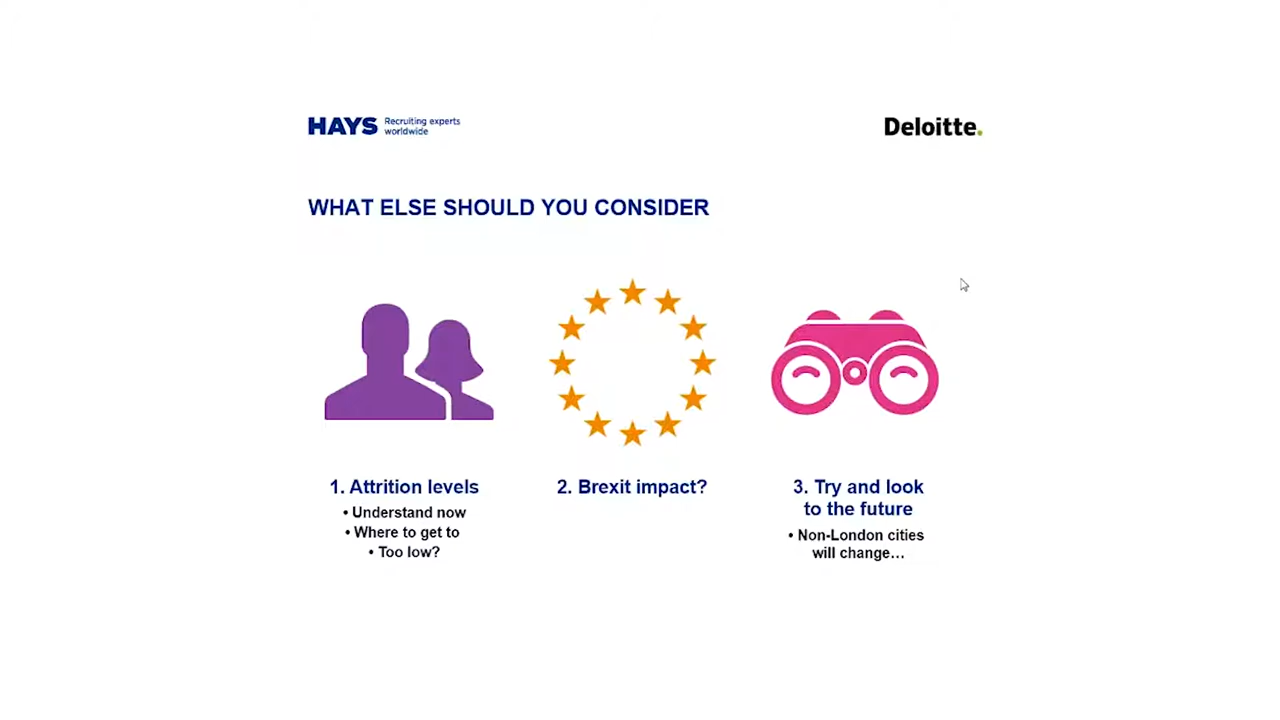 HAYS Recruiting experts
worldwide
Deloitte.
WHAT ELSE SHOULD YOU CONSIDER
1. Attrition levels
• Understand now
• Where to get to
• Too low?
2. Brexit impact?
3. Try and look
to the future
• Non-London cities
will change...